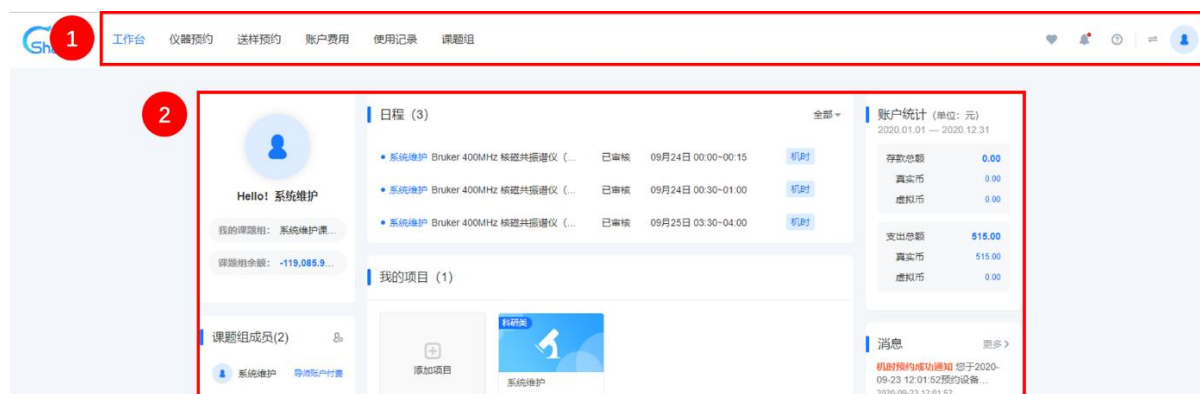 1
工作台 仪器预约 送样预约 账户费用 使用记录 课题组
2
Hello! 系统维护
我的课题组: 系统维护课...
课题组余额: -119,085.9...
课题组成员(2)
系统维护 导师账户付费
日程 (3) 全部
系统维护 Bruker 400MHz 核磁共振谱仪 (... 已审核 09月24日 00:00~00:15 机时
系统维护 Bruker 400MHz 核磁共振谱仪 (... 已审核 09月24日 00:30~01:00 机时
系统维护 Bruker 400MHz 核磁共振谱仪 (... 已审核 09月25日 03:30~04:00 机时
我的项目 (1)
添加项目
科研类
系统维护
账户统计 (单位: 元)
2020.01.01 — 2020.12.31
存款总额 0.00
真实币 0.00
虚拟币 0.00
支出总额 515.00
真实币 515.00
虚拟币 0.00
消息 更多>
机时预约成功通知 您于2020-
09-23 12:01:52预约设备...
2020-09-23 12:01:52